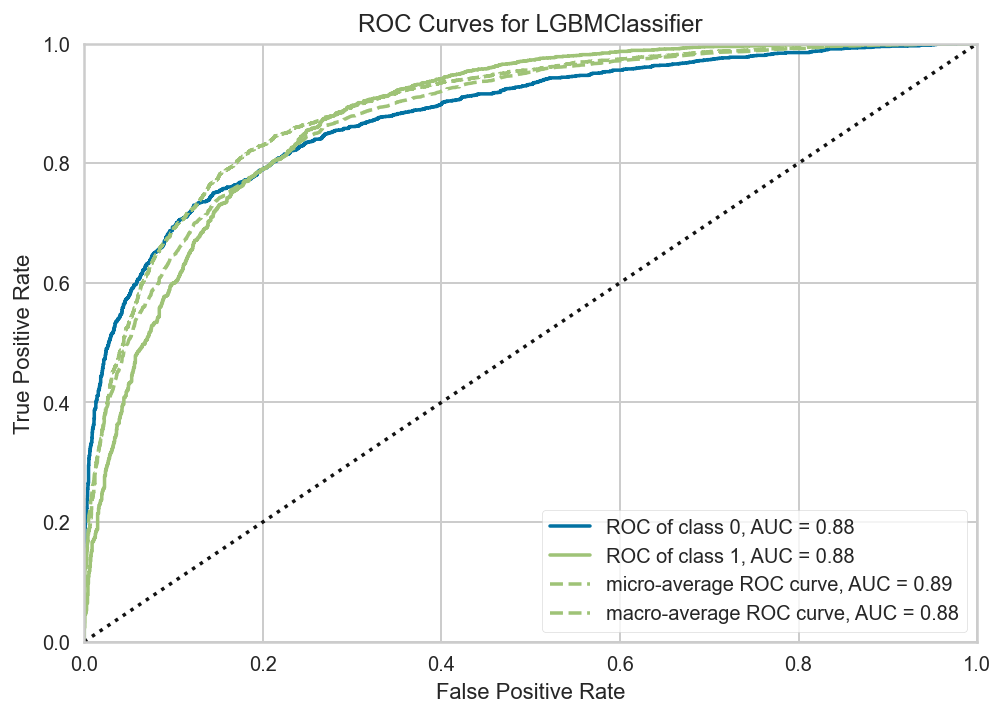 ROC Curves for LGBMClassifier
1.0
0.8
0.6
0.4
0.2
0.0
True Positive Rate
ROC of class 0, AUC = 0.88
ROC of class 1, AUC = 0.88
micro-average ROC curve, AUC = 0.89
macro-average ROC curve, AUC = 0.88
0.0 0.2 0.4 0.6 0.8 1.0
False Positive Rate